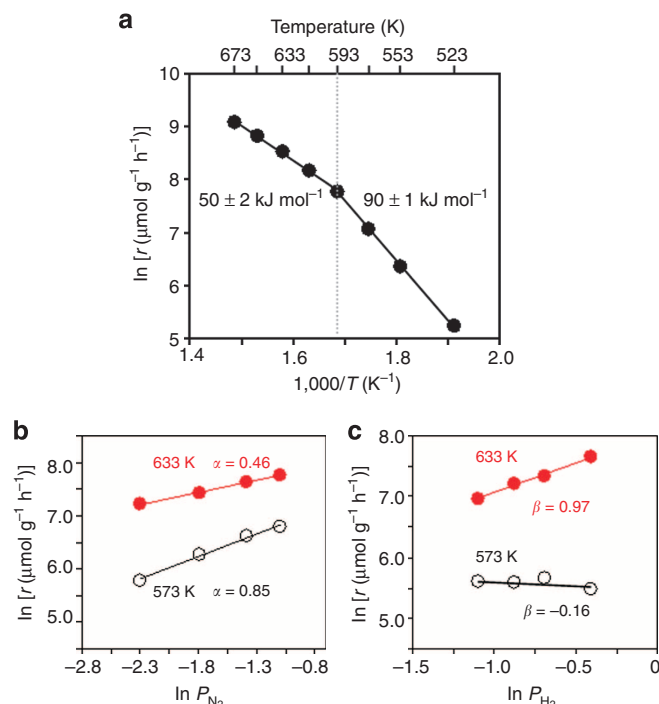 a
Temperature (K)
673 633 593 553 523
10
9
8
7
6
5
ln [r (μmol g⁻¹ h⁻¹)]
50 ± 2 kJ mol⁻¹
90 ± 1 kJ mol⁻¹
1.4 1.6 1.8 2.0
1,000/T (K⁻¹)
b
8.0
7.0
6.0
5.0
ln [r (μmol g⁻¹ h⁻¹)]
633 K α = 0.46
573 K α = 0.85
−2.8 −2.3 −1.8 −1.3 −0.8
ln P_N₂
c
8.0
7.0
6.0
5.0
ln [r (μmol g⁻¹ h⁻¹)]
633 K
β = 0.97
573 K
β = −0.16
−1.5 −1.0 −0.5 0
ln P_H₂